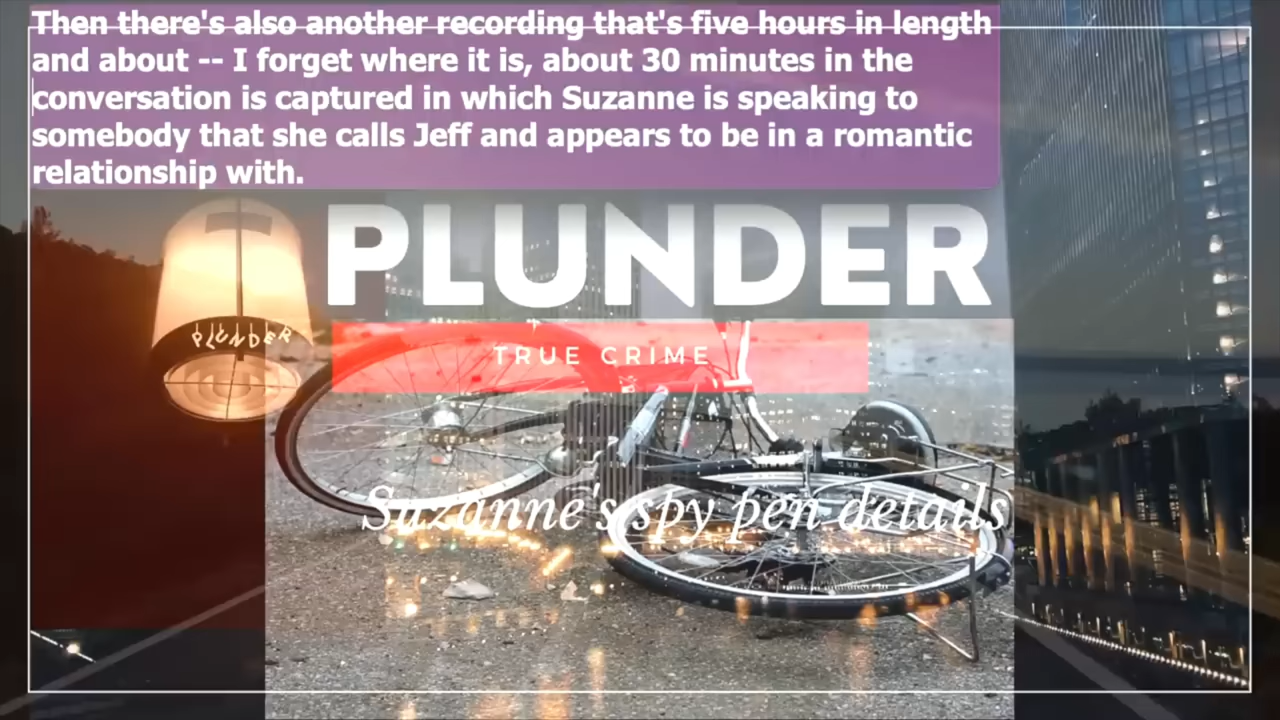 Then there's also another recording that's five hours in length
and about -- I forget where it is, about 30 minutes in the
conversation is captured in which Suzanne is speaking to
somebody that she calls Jeff and appears to be in a romantic
relationship with.
PLUNDER
PLUNDER
TRUE CRIME
Suzanne's spy pen details